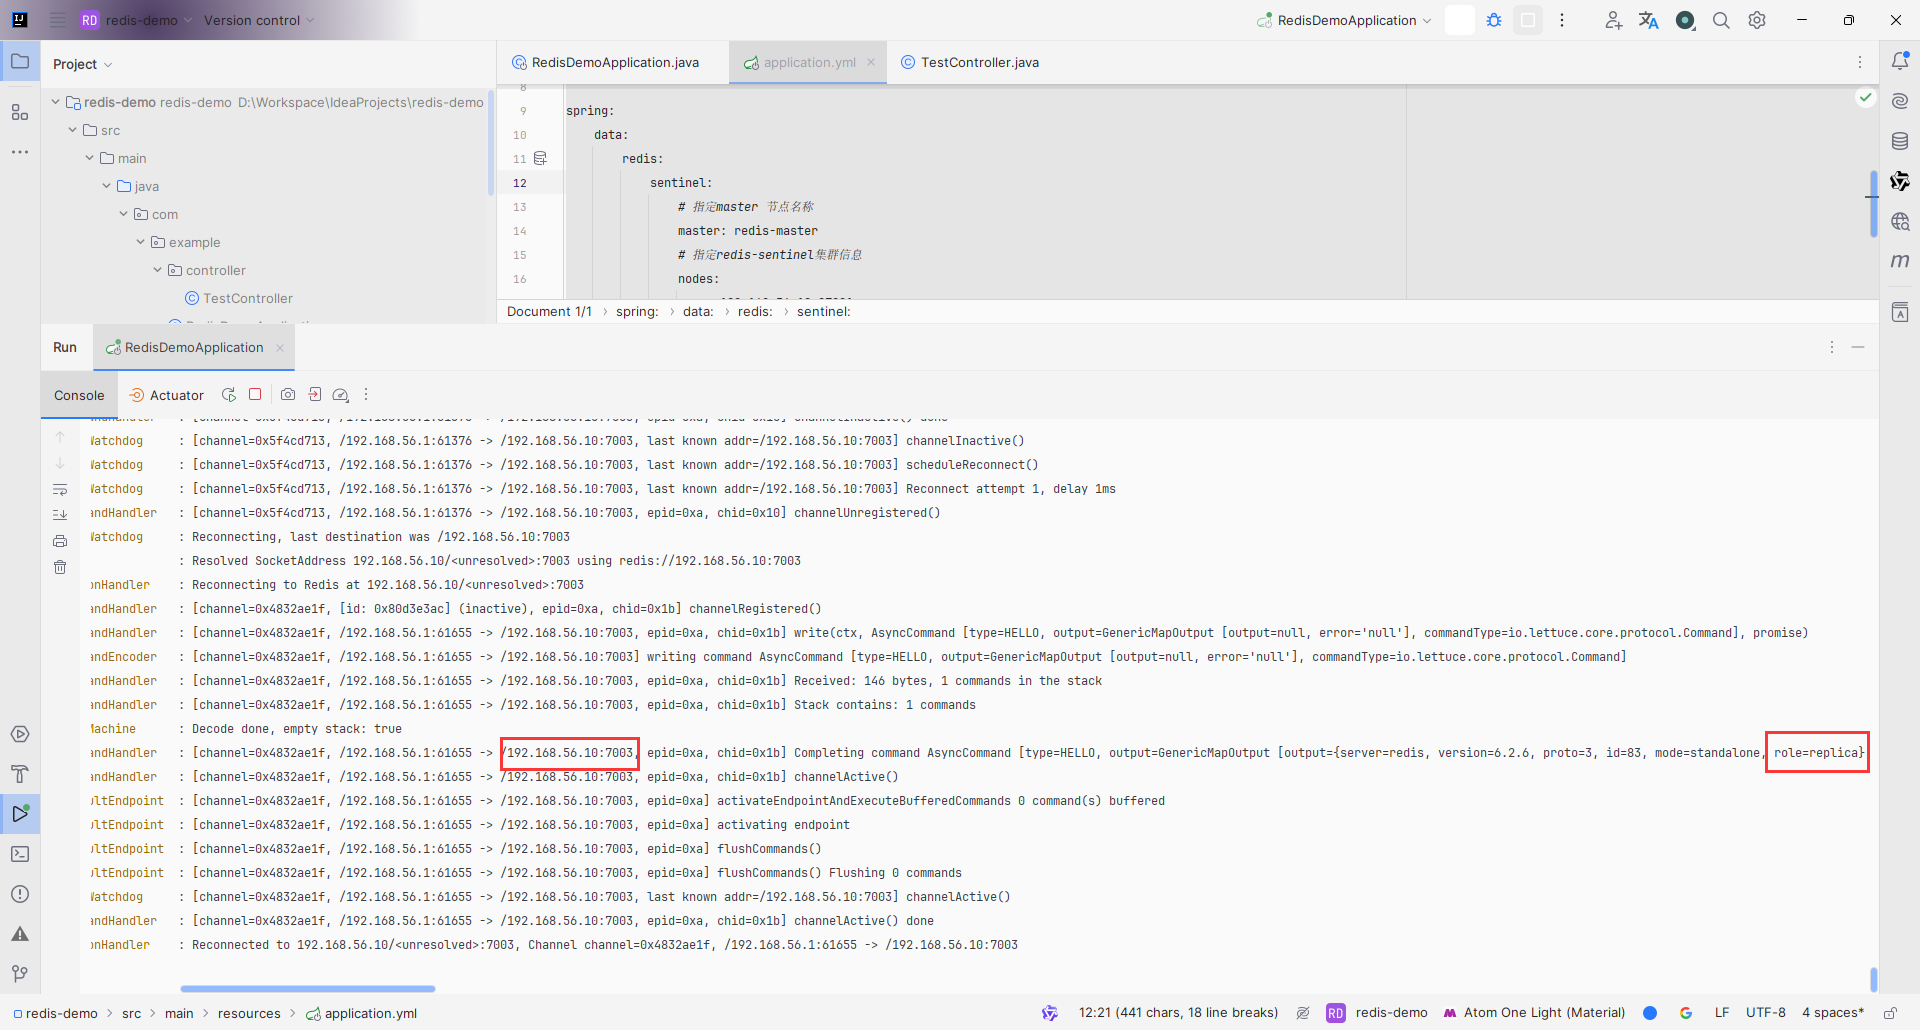 RD redis-demo Version control RedisDemoApplication
Project
RedisDemoApplication.java application.yml TestController.java
redis-demo redis-demo D:\Workspace\IdeaProjects\redis-demo
src
main
java
com
example
controller
TestController
8
9 spring:
10 data:
11 redis:
12 sentinel:
13 # 指定master 节点名称
14 master: redis-master
15 # 指定redis-sentinel集群信息
16 nodes:
Document 1/1 › spring: › data: › redis: › sentinel:
Run RedisDemoApplication
Console Actuator
Watchdog : [channel=0x5f4cd713, /192.168.56.1:61376 -> /192.168.56.10:7003, last known addr=/192.168.56.10:7003] channelInactive()
Watchdog : [channel=0x5f4cd713, /192.168.56.1:61376 -> /192.168.56.10:7003, last known addr=/192.168.56.10:7003] scheduleReconnect()
Watchdog : [channel=0x5f4cd713, /192.168.56.1:61376 -> /192.168.56.10:7003, last known addr=/192.168.56.10:7003] Reconnect attempt 1, delay 1ms
andHandler : [channel=0x5f4cd713, /192.168.56.1:61376 -> /192.168.56.10:7003, epid=0xa, chid=0x10] channelUnregistered()
Watchdog : Reconnecting, last destination was /192.168.56.10:7003
: Resolved SocketAddress 192.168.56.10/<unresolved>:7003 using redis://192.168.56.10:7003
onHandler : Reconnecting to Redis at 192.168.56.10/<unresolved>:7003
andHandler : [channel=0x4832ae1f, [id: 0x80d3e3ac] (inactive), epid=0xa, chid=0x1b] channelRegistered()
andHandler : [channel=0x4832ae1f, /192.168.56.1:61655 -> /192.168.56.10:7003, epid=0xa, chid=0x1b] write(ctx, AsyncCommand [type=HELLO, output=GenericMapOutput [output=null, error='null'], commandType=io.lettuce.core.protocol.Command], promise)
andEncoder : [channel=0x4832ae1f, /192.168.56.1:61655 -> /192.168.56.10:7003] writing command AsyncCommand [type=HELLO, output=GenericMapOutput [output=null, error='null'], commandType=io.lettuce.core.protocol.Command]
andHandler : [channel=0x4832ae1f, /192.168.56.1:61655 -> /192.168.56.10:7003, epid=0xa, chid=0x1b] Received: 146 bytes, 1 commands in the stack
andHandler : [channel=0x4832ae1f, /192.168.56.1:61655 -> /192.168.56.10:7003, epid=0xa, chid=0x1b] Stack contains: 1 commands
Machine : Decode done, empty stack: true
andHandler : [channel=0x4832ae1f, /192.168.56.1:61655 -> /192.168.56.10:7003, epid=0xa, chid=0x1b] Completing command AsyncCommand [type=HELLO, output=GenericMapOutput [output={server=redis, version=6.2.6, proto=3, id=83, mode=standalone, role=replica}
andHandler : [channel=0x4832ae1f, /192.168.56.1:61655 -> /192.168.56.10:7003, epid=0xa, chid=0x1b] channelActive()
ultEndpoint : [channel=0x4832ae1f, /192.168.56.1:61655 -> /192.168.56.10:7003, epid=0xa] activateEndpointAndExecuteBufferedCommands 0 command(s) buffered
ultEndpoint : [channel=0x4832ae1f, /192.168.56.1:61655 -> /192.168.56.10:7003, epid=0xa] activating endpoint
ultEndpoint : [channel=0x4832ae1f, /192.168.56.1:61655 -> /192.168.56.10:7003, epid=0xa] flushCommands()
ultEndpoint : [channel=0x4832ae1f, /192.168.56.1:61655 -> /192.168.56.10:7003, epid=0xa] flushCommands() Flushing 0 commands
Watchdog : [channel=0x4832ae1f, /192.168.56.1:61655 -> /192.168.56.10:7003, last known addr=/192.168.56.10:7003] channelActive()
andHandler : [channel=0x4832ae1f, /192.168.56.1:61655 -> /192.168.56.10:7003, epid=0xa, chid=0x1b] channelActive() done
onHandler : Reconnected to 192.168.56.10/<unresolved>:7003, Channel channel=0x4832ae1f, /192.168.56.1:61655 -> /192.168.56.10:7003
redis-demo › src › main › resources › application.yml 12:21 (441 chars, 18 line breaks) RD redis-demo Atom One Light (Material) LF UTF-8 4 spaces*